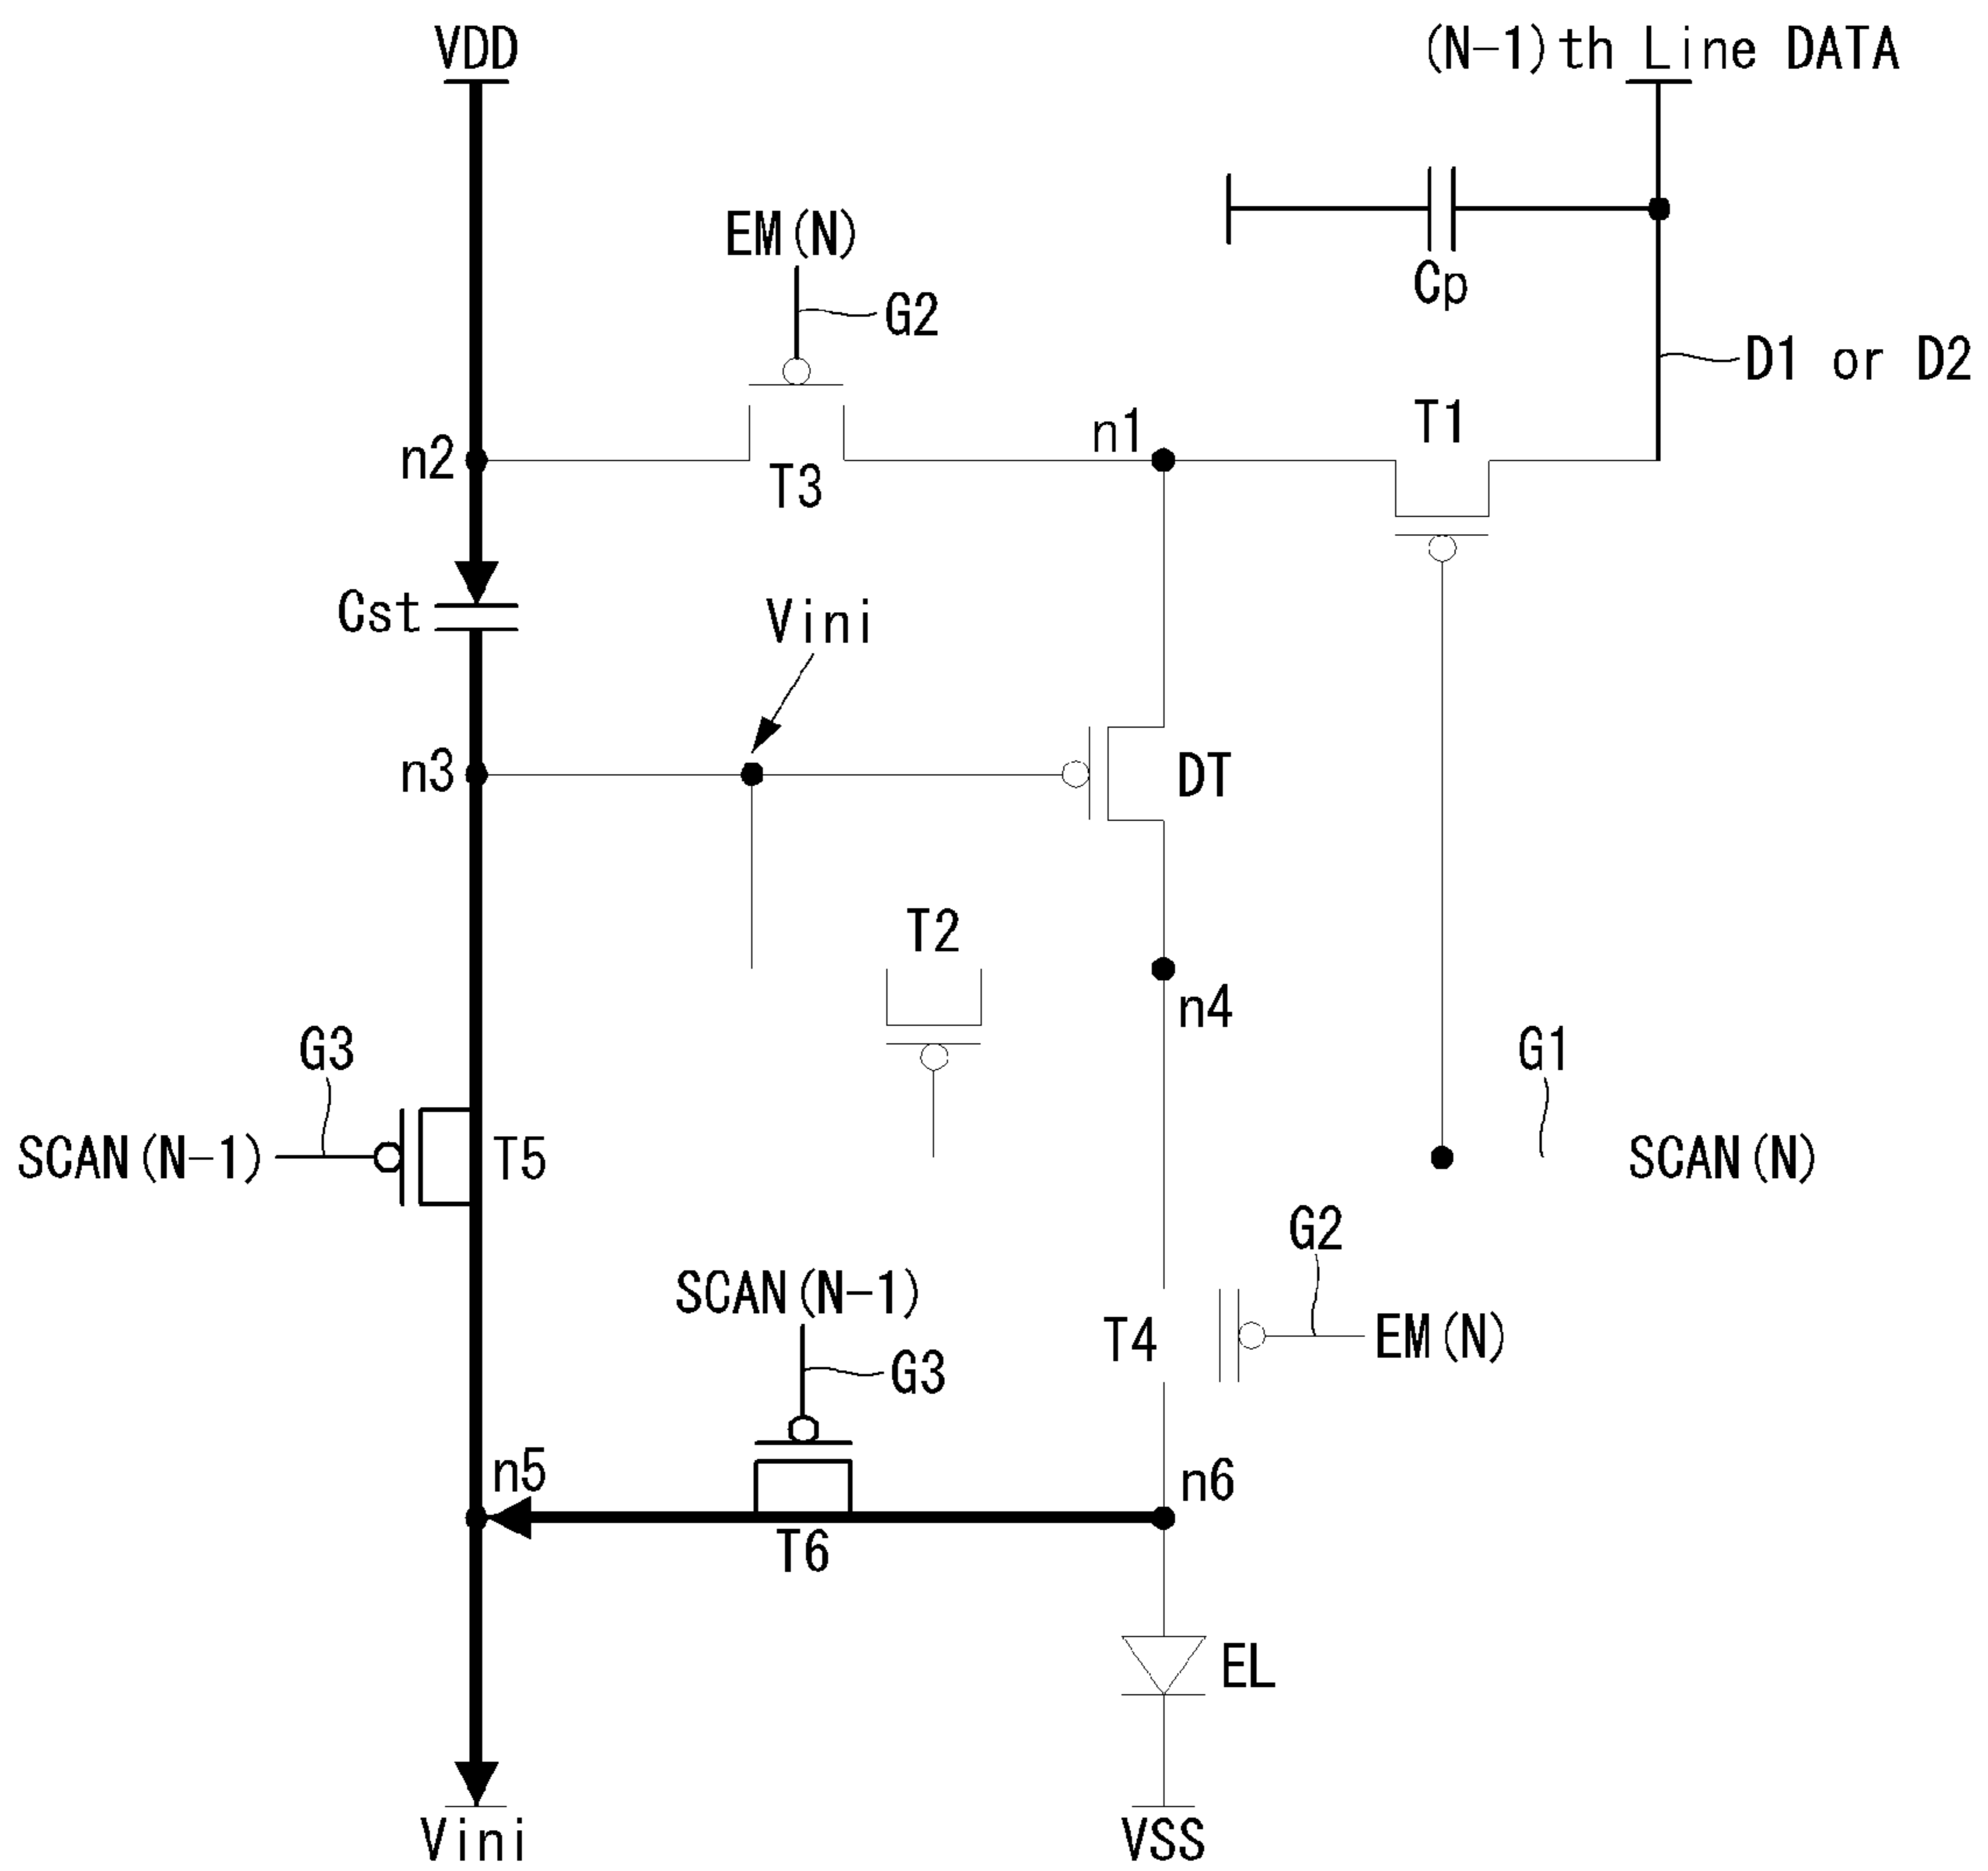 VDD
(N-1)th Line DATA
EM(N)
G2
Cp
D1 or D2
n2
T3
n1
T1
Cst
Vini
n3
DT
T2
n4
G3
G1
SCAN(N-1)
T5
SCAN(N)
G2
SCAN(N-1)
T4
EM(N)
G3
n5
n6
T6
EL
Vini
VSS